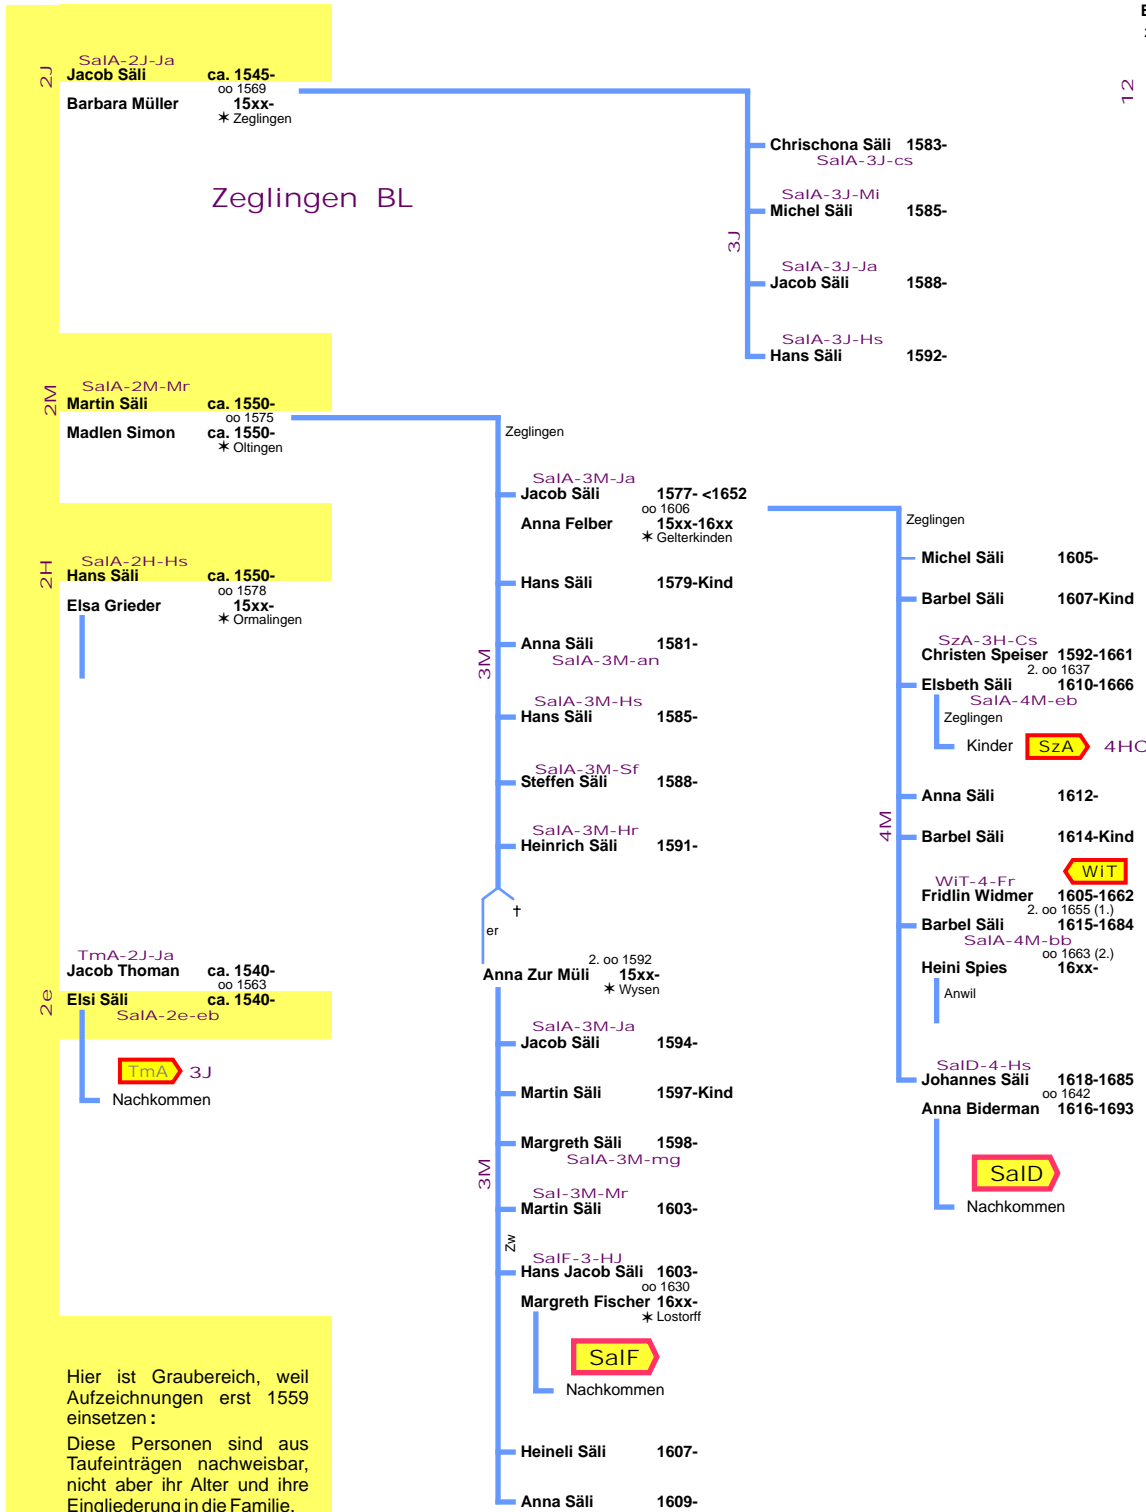 SalA-2J-Ja
2J
Jacob Säli ca. 1545-
oo 1569
Barbara Müller 15xx-
✶ Zeglingen
Zeglingen BL
12
Chrischona Säli 1583-
SalA-3J-cs
SalA-3J-Mi
Michel Säli 1585-
3J
SalA-3J-Ja
Jacob Säli 1588-
SalA-3J-Hs
Hans Säli 1592-
2M
SalA-2M-Mr
Martin Säli ca. 1550-
oo 1575
Madlen Simon ca. 1550-
✶ Oltingen
2H
SalA-2H-Hs
Hans Säli ca. 1550-
oo 1578
Elsa Grieder 15xx-
✶ Ormalingen
TmA-2J-Ja
Jacob Thoman ca. 1540-
oo 1563
2e
Elsi Säli ca. 1540-
SalA-2e-eb
TmA 3J
Nachkommen
Hier ist Graubereich, weil
Aufzeichnungen erst 1559
einsetzen :
Diese Personen sind aus
Taufeinträgen nachweisbar,
nicht aber ihr Alter und ihre
Eingliederung in die Familie.
Zeglingen
SalA-3M-Ja
Jacob Säli 1577- <1652
oo 1606
Anna Felber 15xx-16xx
✶ Gelterkinden
Hans Säli 1579-Kind
3M
Anna Säli 1581-
SalA-3M-an
SalA-3M-Hs
Hans Säli 1585-
SalA-3M-Sf
Steffen Säli 1588-
SalA-3M-Hr
Heinrich Säli 1591-
†
er
2. oo 1592
Anna Zur Müli 15xx-
✶ Wysen
SalA-3M-Ja
Jacob Säli 1594-
Martin Säli 1597-Kind
Margreth Säli 1598-
SalA-3M-mg
3M
Sal-3M-Mr
Martin Säli 1603-
Zw
SalF-3-HJ
Hans Jacob Säli 1603-
oo 1630
Margreth Fischer 16xx-
✶ Lostorff
SalF
Nachkommen
Heineli Säli 1607-
Anna Säli 1609-
Zeglingen
Michel Säli 1605-
Barbel Säli 1607-Kind
SzA-3H-Cs
Christen Speiser 1592-1661
2. oo 1637
Elsbeth Säli 1610-1666
SalA-4M-eb
Zeglingen
Kinder SzA 4HC
Anna Säli 1612-
4M
Barbel Säli 1614-Kind
WiT
WiT-4-Fr
Fridlin Widmer 1605-1662
2. oo 1655 (1.)
Barbel Säli 1615-1684
SalA-4M-bb
oo 1663 (2.)
Heini Spies 16xx-
Anwil
SalD-4-Hs
Johannes Säli 1618-1685
oo 1642
Anna Biderman 1616-1693
SalD
Nachkommen